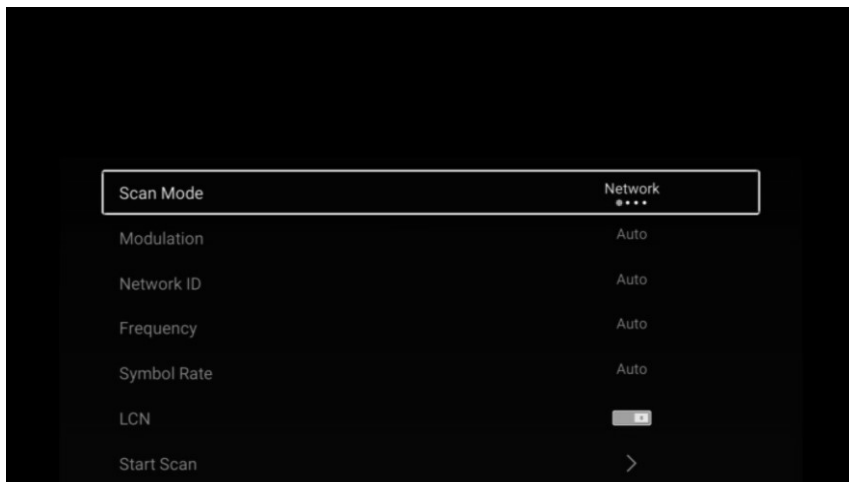 Scan Mode Network
Modulation Auto
Network ID Auto
Frequency Auto
Symbol Rate Auto
LCN
Start Scan